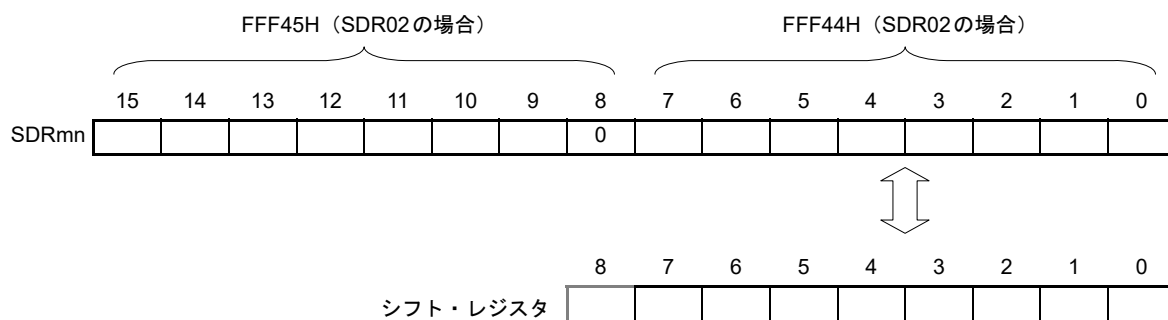 FFF45H（SDR02の場合） FFF44H（SDR02の場合）
15 14 13 12 11 10 9 8 7 6 5 4 3 2 1 0
SDRmn 0
8 7 6 5 4 3 2 1 0
シフト・レジスタ